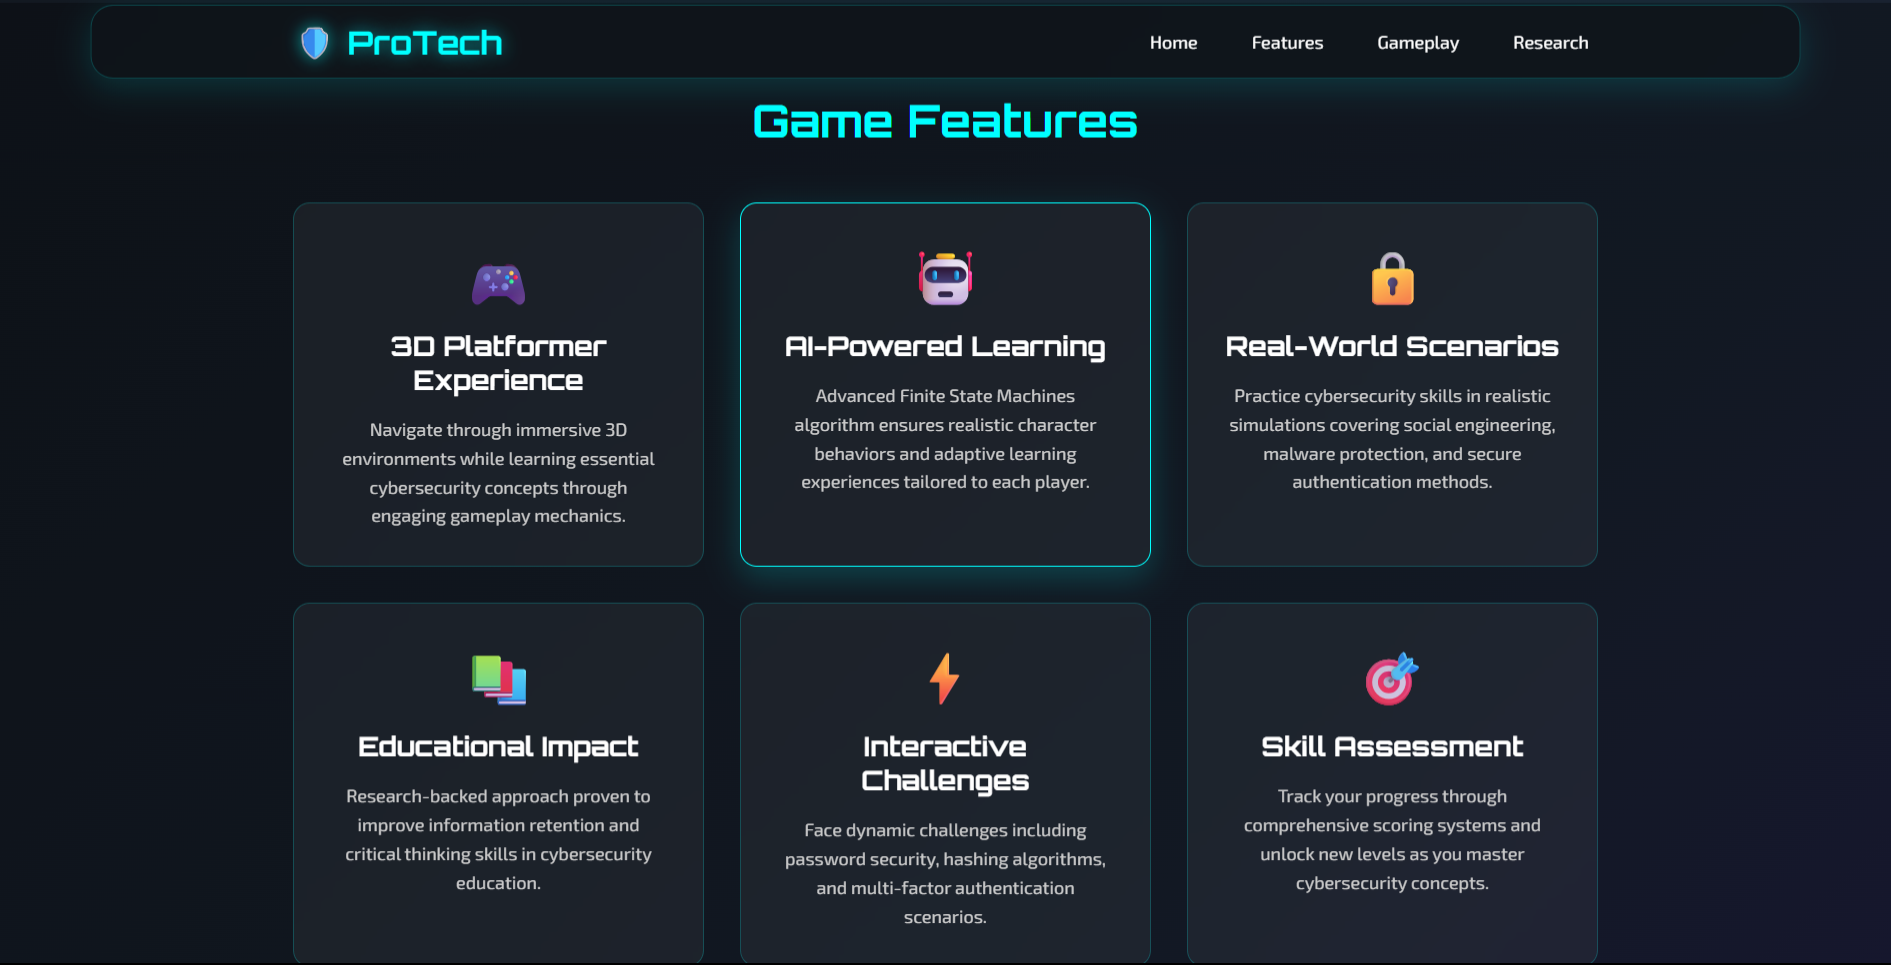 ProTech
Home
Features
Gameplay
Research
Game Features
3D Platformer
Experience
Navigate through immersive 3D
environments while learning essential
cybersecurity concepts through
engaging gameplay mechanics.
AI-Powered Learning
Advanced Finite State Machines
algorithm ensures realistic character
behaviors and adaptive learning
experiences tailored to each player.
Real-World Scenarios
Practice cybersecurity skills in realistic
simulations covering social engineering,
malware protection, and secure
authentication methods.
Educational Impact
Research-backed approach proven to
improve information retention and
critical thinking skills in cybersecurity
education.
Interactive
Challenges
Face dynamic challenges including
password security, hashing algorithms,
and multi-factor authentication
scenarios.
Skill Assessment
Track your progress through
comprehensive scoring systems and
unlock new levels as you master
cybersecurity concepts.